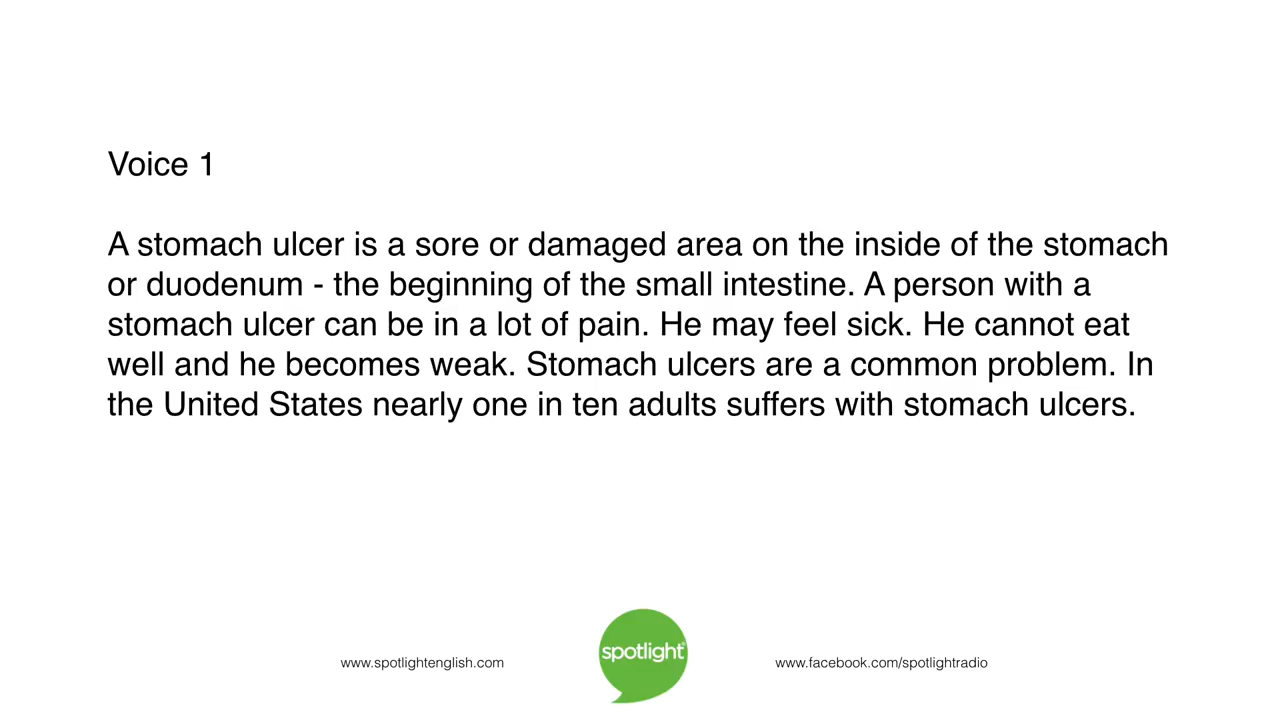 Voice 1
A stomach ulcer is a sore or damaged area on the inside of the stomach
or duodenum - the beginning of the small intestine. A person with a
stomach ulcer can be in a lot of pain. He may feel sick. He cannot eat
well and he becomes weak. Stomach ulcers are a common problem. In
the United States nearly one in ten adults suffers with stomach ulcers.
www.spotlightenglish.com
spotlight®
www.facebook.com/spotlightradio